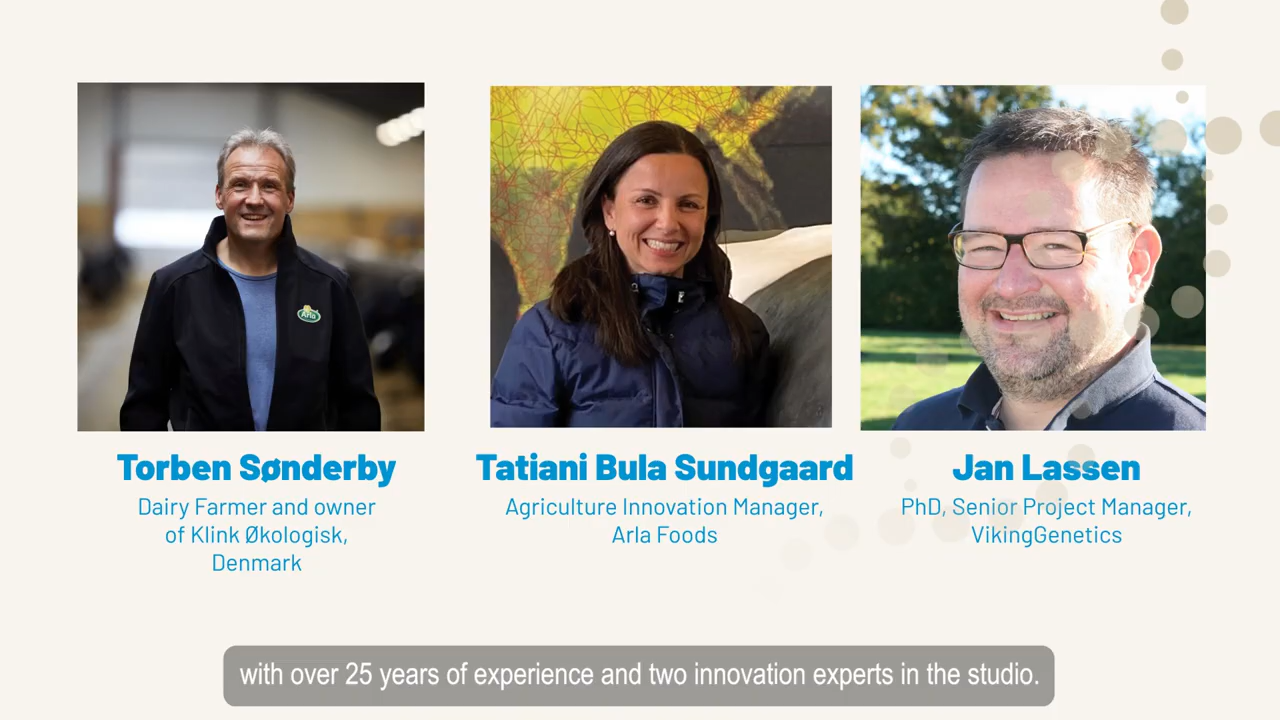 Arla
Torben Sønderby
Dairy Farmer and owner
of Klink Økologisk,
Denmark
Tatiani Bula Sundgaard
Agriculture Innovation Manager,
Arla Foods
Jan Lassen
PhD, Senior Project Manager,
VikingGenetics
with over 25 years of experience and two innovation experts in the studio.